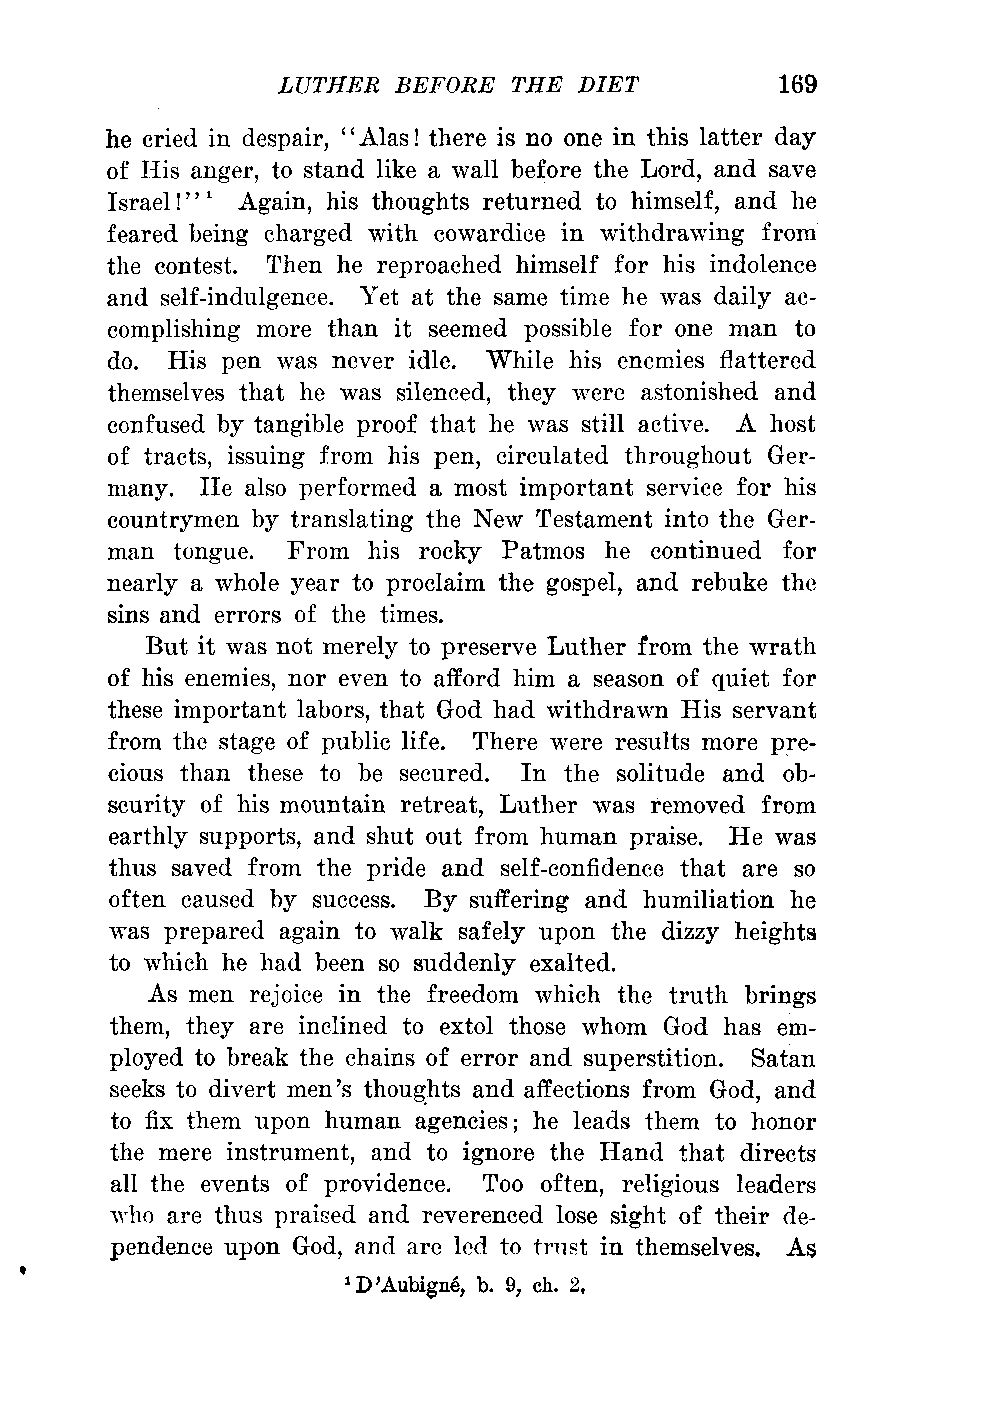 LUTHER BEFORE THE DIET 169
he cried in despair, "Alas! there is no one in this latter day
of His anger, to stand like a wall before the Lord, and save
Israel!"¹ Again, his thoughts returned to himself, and he
feared being charged with cowardice in withdrawing from
the contest. Then he reproached himself for his indolence
and self-indulgence. Yet at the same time he was daily ac-
complishing more than it seemed possible for one man to
do. His pen was never idle. While his enemies flattered
themselves that he was silenced, they were astonished and
confused by tangible proof that he was still active. A host
of tracts, issuing from his pen, circulated throughout Ger-
many. He also performed a most important service for his
countrymen by translating the New Testament into the Ger-
man tongue. From his rocky Patmos he continued for
nearly a whole year to proclaim the gospel, and rebuke the
sins and errors of the times.
But it was not merely to preserve Luther from the wrath
of his enemies, nor even to afford him a season of quiet for
these important labors, that God had withdrawn His servant
from the stage of public life. There were results more pre-
cious than these to be secured. In the solitude and ob-
scurity of his mountain retreat, Luther was removed from
earthly supports, and shut out from human praise. He was
thus saved from the pride and self-confidence that are so
often caused by success. By suffering and humiliation he
was prepared again to walk safely upon the dizzy heights
to which he had been so suddenly exalted.
As men rejoice in the freedom which the truth brings
them, they are inclined to extol those whom God has em-
ployed to break the chains of error and superstition. Satan
seeks to divert men's thoughts and affections from God, and
to fix them upon human agencies; he leads them to honor
the mere instrument, and to ignore the Hand that directs
all the events of providence. Too often, religious leaders
who are thus praised and reverenced lose sight of their de-
pendence upon God, and are led to trust in themselves. As
¹ D'Aubigné, b. 9, ch. 2.